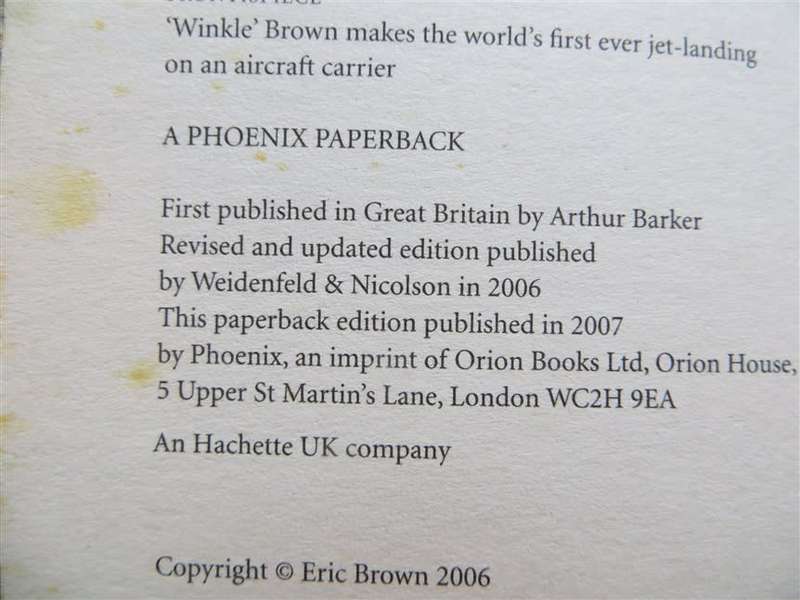 'Winkle' Brown makes the world's first ever jet-landing
on an aircraft carrier
A PHOENIX PAPERBACK
First published in Great Britain by Arthur Barker
Revised and updated edition published
by Weidenfeld & Nicolson in 2006
This paperback edition published in 2007
by Phoenix, an imprint of Orion Books Ltd, Orion House,
5 Upper St Martin's Lane, London WC2H 9EA
An Hachette UK company
Copyright © Eric Brown 2006